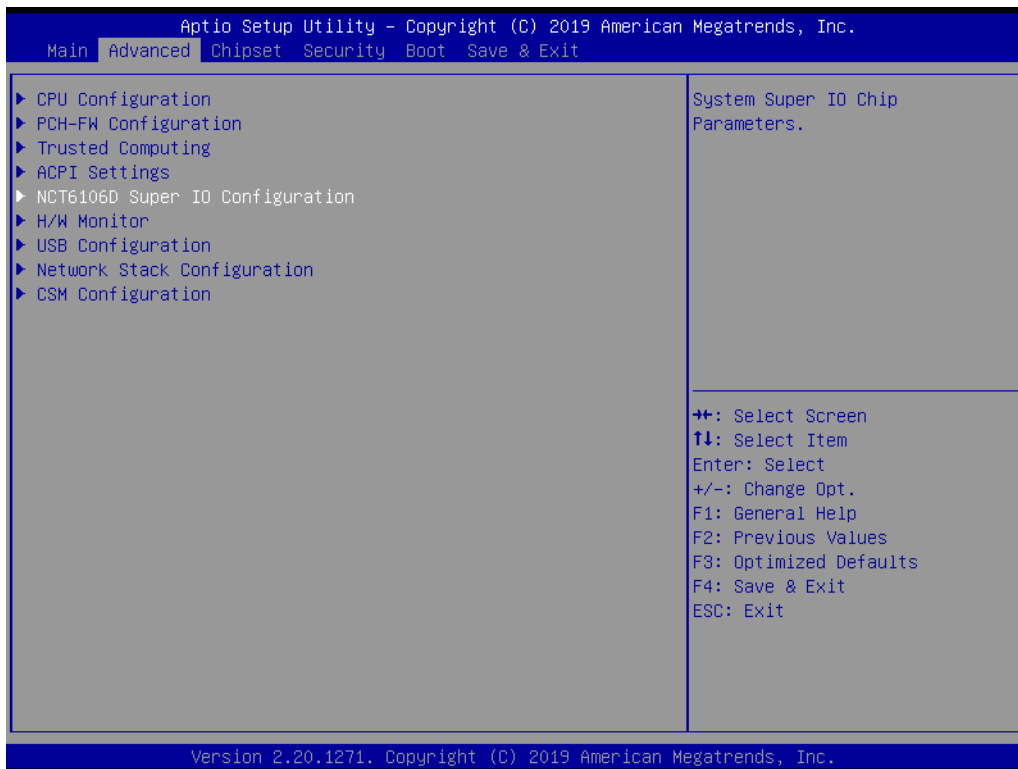 Aptio Setup Utility – Copyright (C) 2019 American Megatrends, Inc.
Main Advanced Chipset Security Boot Save & Exit
CPU Configuration
PCH-FW Configuration
Trusted Computing
ACPI Settings
NCT6106D Super IO Configuration
H/W Monitor
USB Configuration
Network Stack Configuration
CSM Configuration
System Super IO Chip
Parameters.
→←: Select Screen
↑↓: Select Item
Enter: Select
+/-: Change Opt.
F1: General Help
F2: Previous Values
F3: Optimized Defaults
F4: Save & Exit
ESC: Exit
Version 2.20.1271. Copyright (C) 2019 American Megatrends, Inc.